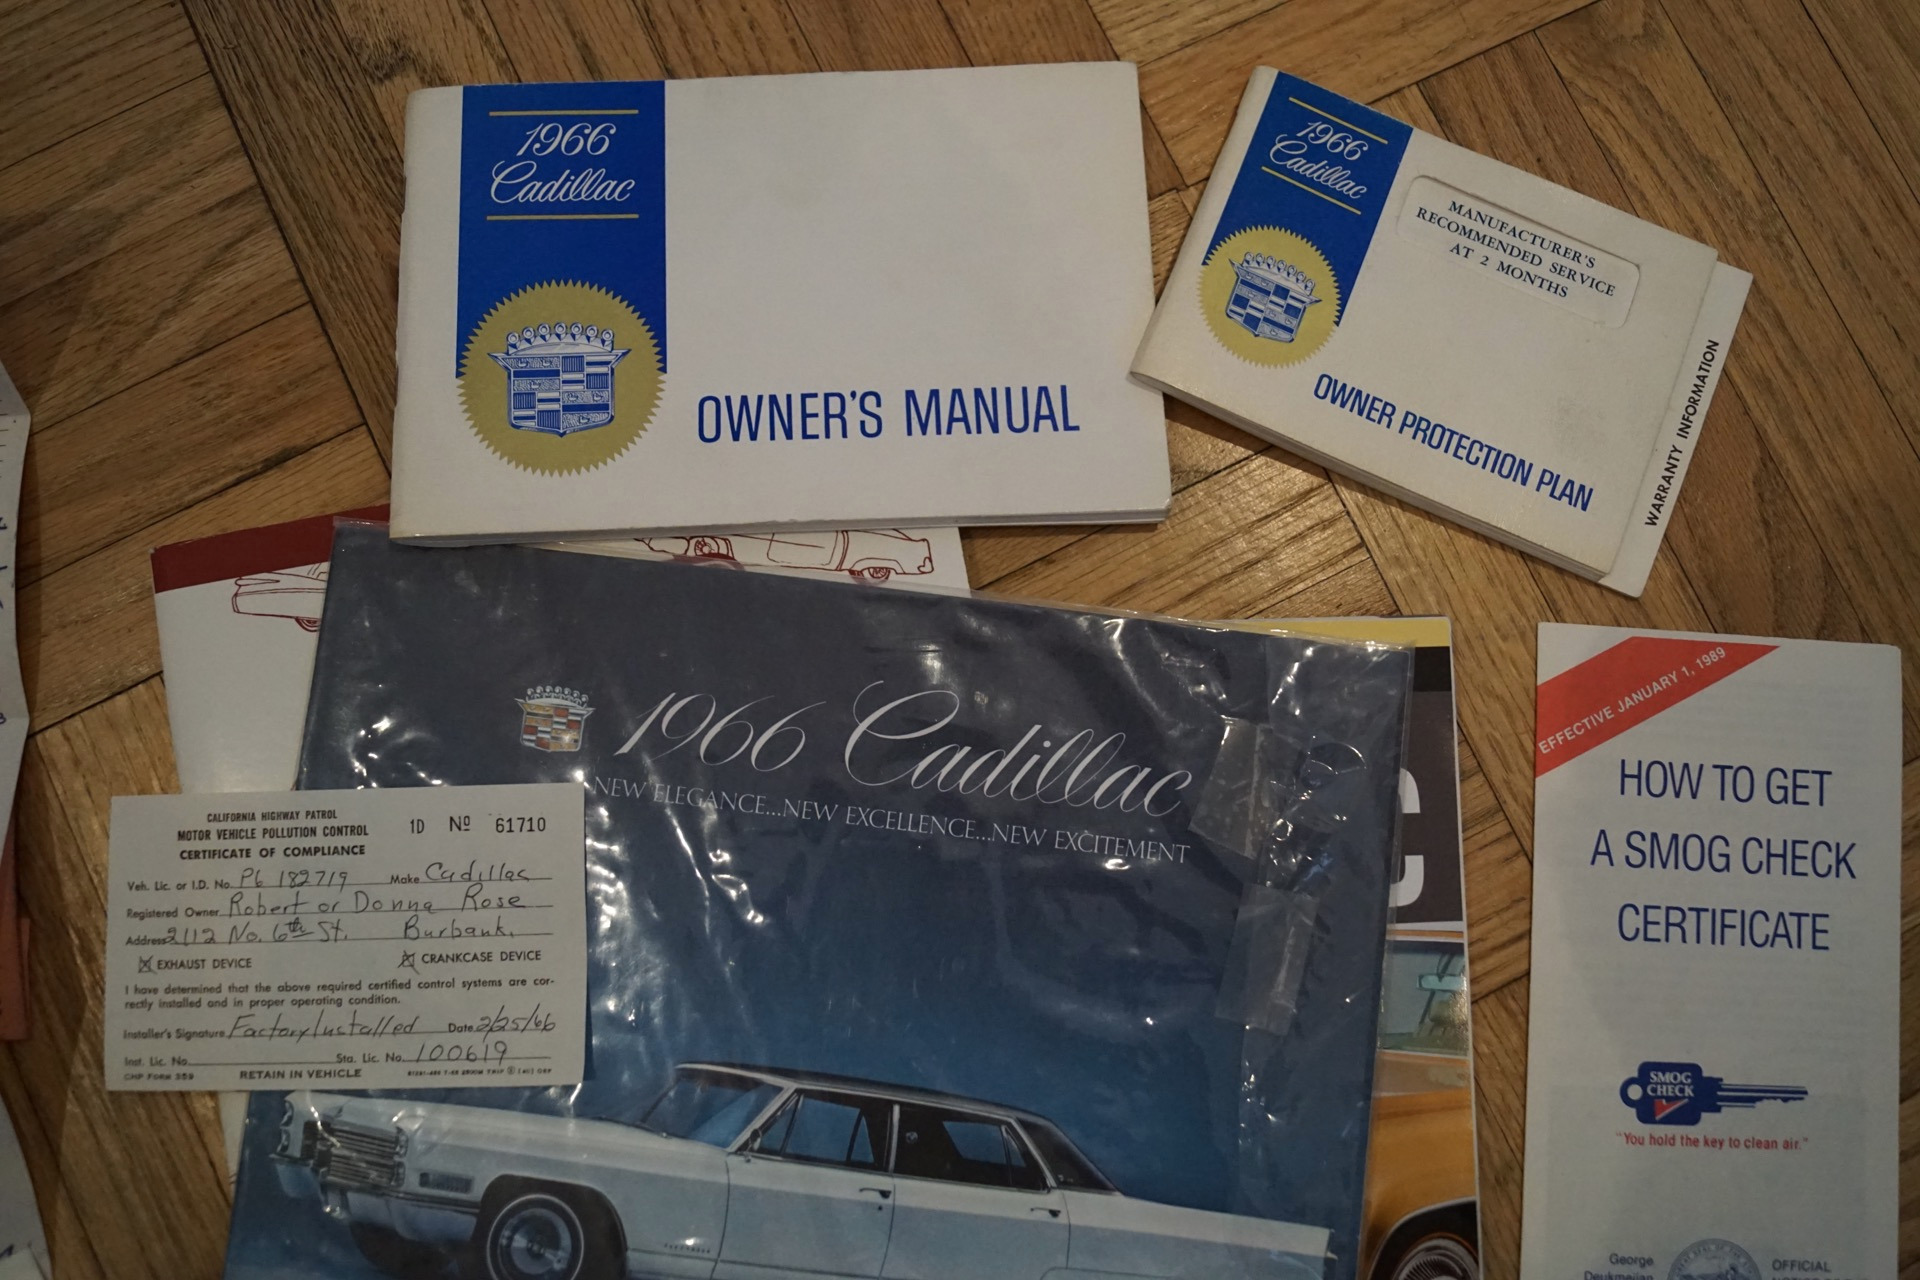 1966
Cadillac
OWNER'S MANUAL
1966
Cadillac
MANUFACTURER'S
RECOMMENDED SERVICE
AT 2 MONTHS
OWNER PROTECTION PLAN
WARRANTY INFORMATION
1966 Cadillac
NEW ELEGANCE...NEW EXCELLENCE...NEW EXCITEMENT
CALIFORNIA HIGHWAY PATROL
MOTOR VEHICLE POLLUTION CONTROL
CERTIFICATE OF COMPLIANCE
1D Nº 61710
Veh. Lic. or I.D. No. P6 182719 Make Cadillac
Registered Owner Robert or Donna Rose
Address 2112 No. 6th St. Burbank.
EXHAUST DEVICE CRANKCASE DEVICE
I have determined that the above required certified control systems are cor-
rectly installed and in proper operating condition.
Installer's Signature Factory Installed Date 2/25/66
Inst. Lic. No. Sta. Lic. No. 100619
CHP Form 359 RETAIN IN VEHICLE
C
EFFECTIVE JANUARY 1, 1989
HOW TO GET
A SMOG CHECK
CERTIFICATE
SMOG
CHECK
"You hold the key to clean air."
George
Deukmejian
OFFICIAL